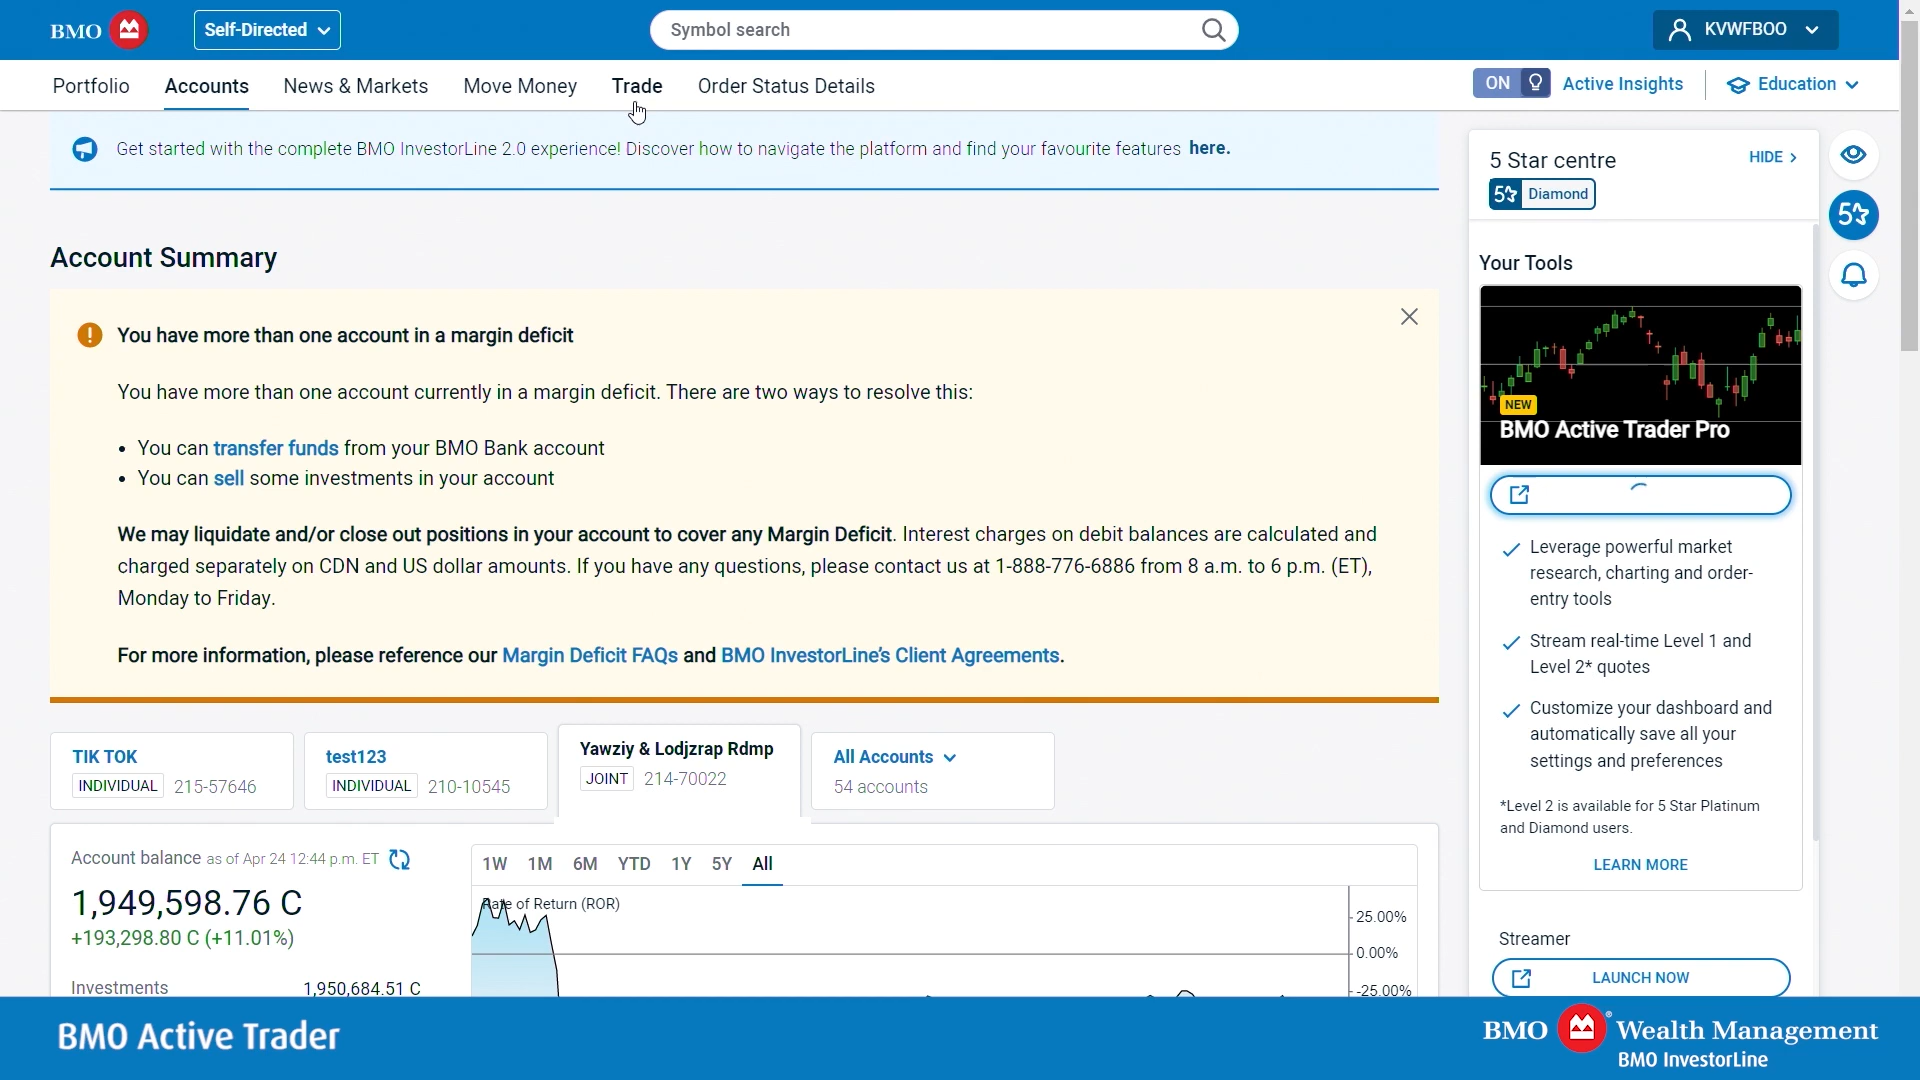 BMO
Self-Directed
Symbol search
KVWFBOO
Portfolio
Accounts
News & Markets
Move Money
Trade
Order Status Details
ON
Active Insights
Education
Get started with the complete BMO InvestorLine 2.0 experience! Discover how to navigate the platform and find your favourite features here.
Account Summary
You have more than one account in a margin deficit
You have more than one account currently in a margin deficit. There are two ways to resolve this:
• You can transfer funds from your BMO Bank account
• You can sell some investments in your account
We may liquidate and/or close out positions in your account to cover any Margin Deficit. Interest charges on debit balances are calculated and
charged separately on CDN and US dollar amounts. If you have any questions, please contact us at 1-888-776-6886 from 8 a.m. to 6 p.m. (ET),
Monday to Friday.
For more information, please reference our Margin Deficit FAQs and BMO InvestorLine's Client Agreements.
TIK TOK
INDIVIDUAL 215-57646
test123
INDIVIDUAL 210-10545
Yawziy & Lodjzrap Rdmp
JOINT 214-70022
All Accounts
54 accounts
Account balance as of Apr 24 12:44 p.m. ET
1,949,598.76 C
+193,298.80 C (+11.01%)
Investments 1,950,684.51 C
1W 1M 6M YTD 1Y 5Y All
Rate of Return (ROR)
25.00%
0.00%
-25.00%
5 Star centre
HIDE
5 Diamond
5
Your Tools
NEW
BMO Active Trader Pro
Leverage powerful market
research, charting and order-
entry tools
Stream real-time Level 1 and
Level 2* quotes
Customize your dashboard and
automatically save all your
settings and preferences
*Level 2 is available for 5 Star Platinum
and Diamond users.
LEARN MORE
Streamer
LAUNCH NOW
BMO Active Trader
BMO ® Wealth Management
BMO InvestorLine